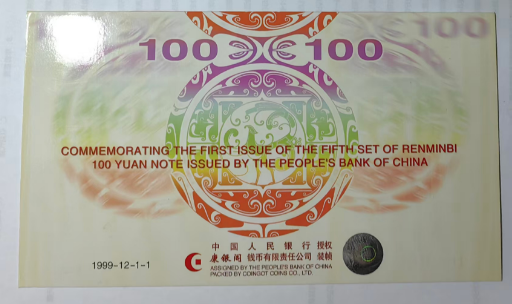 100 100
COMMEMORATING THE FIRST ISSUE OF THE FIFTH SET OF RENMINBI
100 YUAN NOTE ISSUED BY THE PEOPLE'S BANK OF CHINA
中国人民银行 授权
康银阁 钱币有限责任公司 装帧
ASSIGNED BY THE PEOPLE'S BANK OF CHINA
PACKED BY COINGOT COINS CO., LTD.
1999-12-1-1